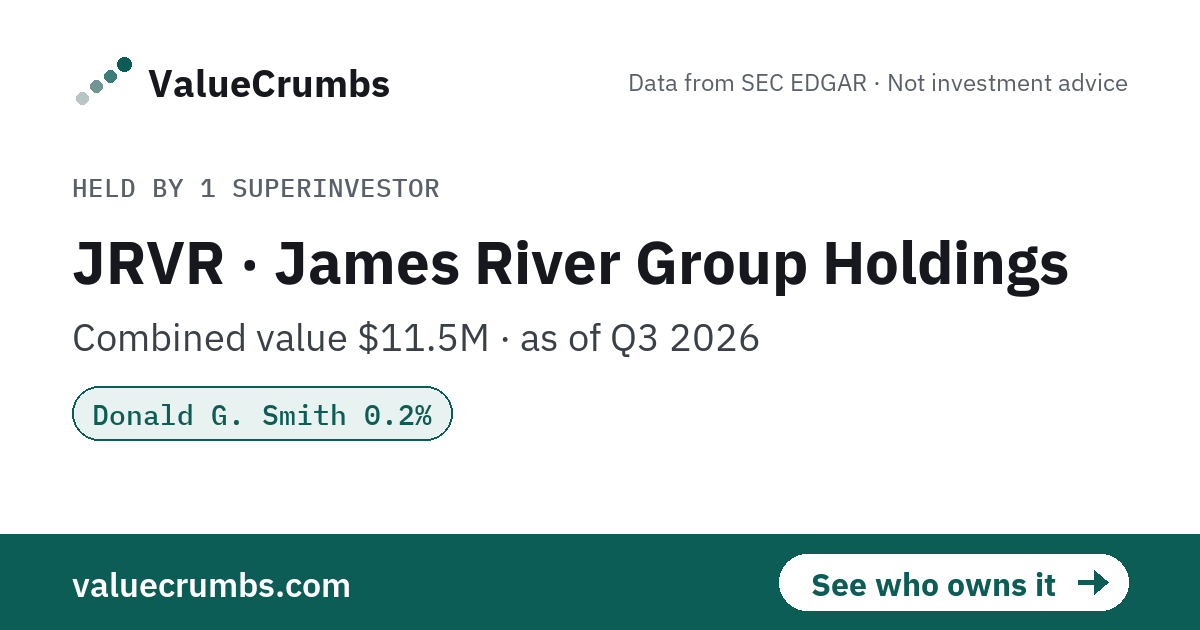 ValueCrumbs
Data from SEC EDGAR · Not investment advice
HELD BY 1 SUPERINVESTOR
JRVR · James River Group Holdings
Combined value $11.5M · as of Q3 2026
Donald G. Smith 0.2%
valuecrumbs.com
See who owns it →